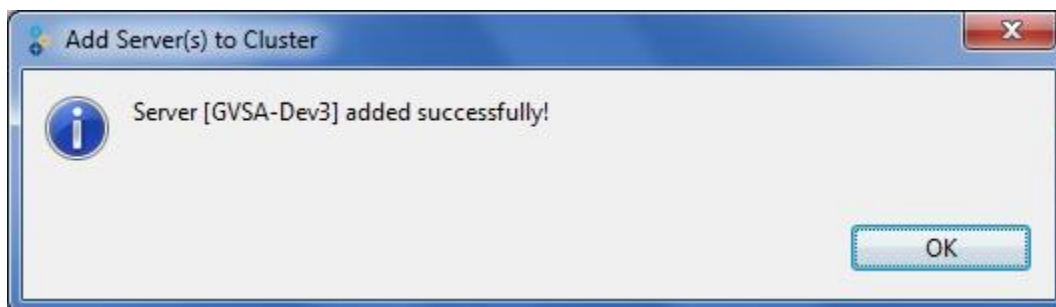 Add Server(s) to Cluster
Server [GVSA-Dev3] added successfully!
OK